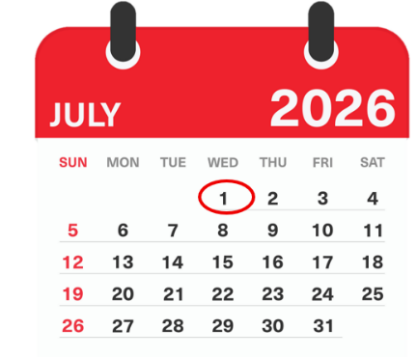 JULY 2026
SUN MON TUE WED THU FRI SAT
1 2 3 4
5 6 7 8 9 10 11
12 13 14 15 16 17 18
19 20 21 22 23 24 25
26 27 28 29 30 31